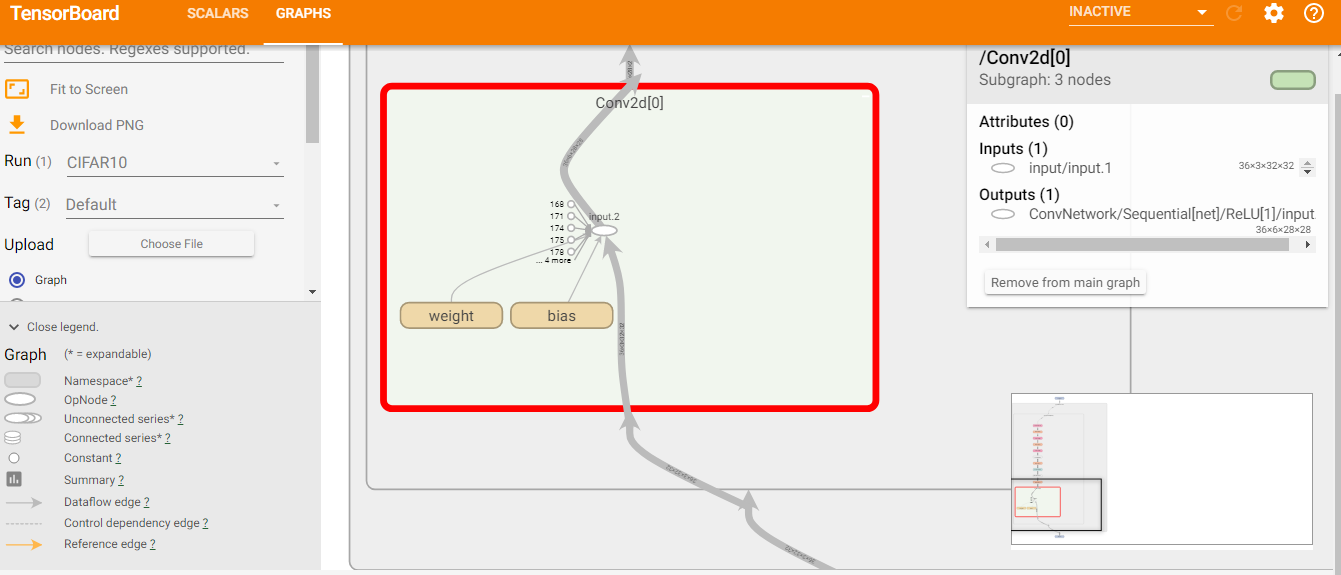 TensorBoard
SCALARS
GRAPHS
INACTIVE
Search nodes. Regexes supported.
Fit to Screen
Download PNG
Run (1) CIFAR10
Tag (2) Default
Upload
Choose File
Graph
Close legend.
Graph (* = expandable)
Namespace* ?
OpNode ?
Unconnected series* ?
Connected series* ?
Constant ?
Summary ?
Dataflow edge ?
Control dependency edge ?
Reference edge ?
Conv2d[0]
168
171
174
175
178
... 4 more
input.2
weight
bias
36×3×32×32
/Conv2d[0]
Subgraph: 3 nodes
Attributes (0)
Inputs (1)
input/input.1
36×3×32×32
Outputs (1)
ConvNetwork/Sequential[net]/ReLU[1]/input
36×6×28×28
Remove from main graph